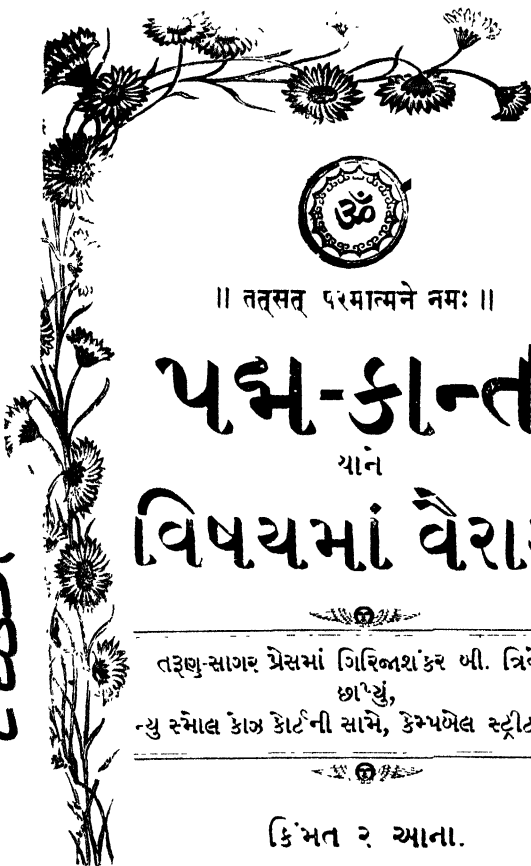 ॐ
॥ तत्सत् परमात्मने नमः ॥
પદ્મ-કાન્ત
યાને
વિષયમાં
તરૂણ-સાગર પ્રેસમાં ગિરિજાશંકર બી.
છાપ્યું,
ન્યુ સ્મોલ કોઝ કોર્ટની સામે, કેમ્પબેલ સ્ટ્રીટ
કિંમત ૨ આના.